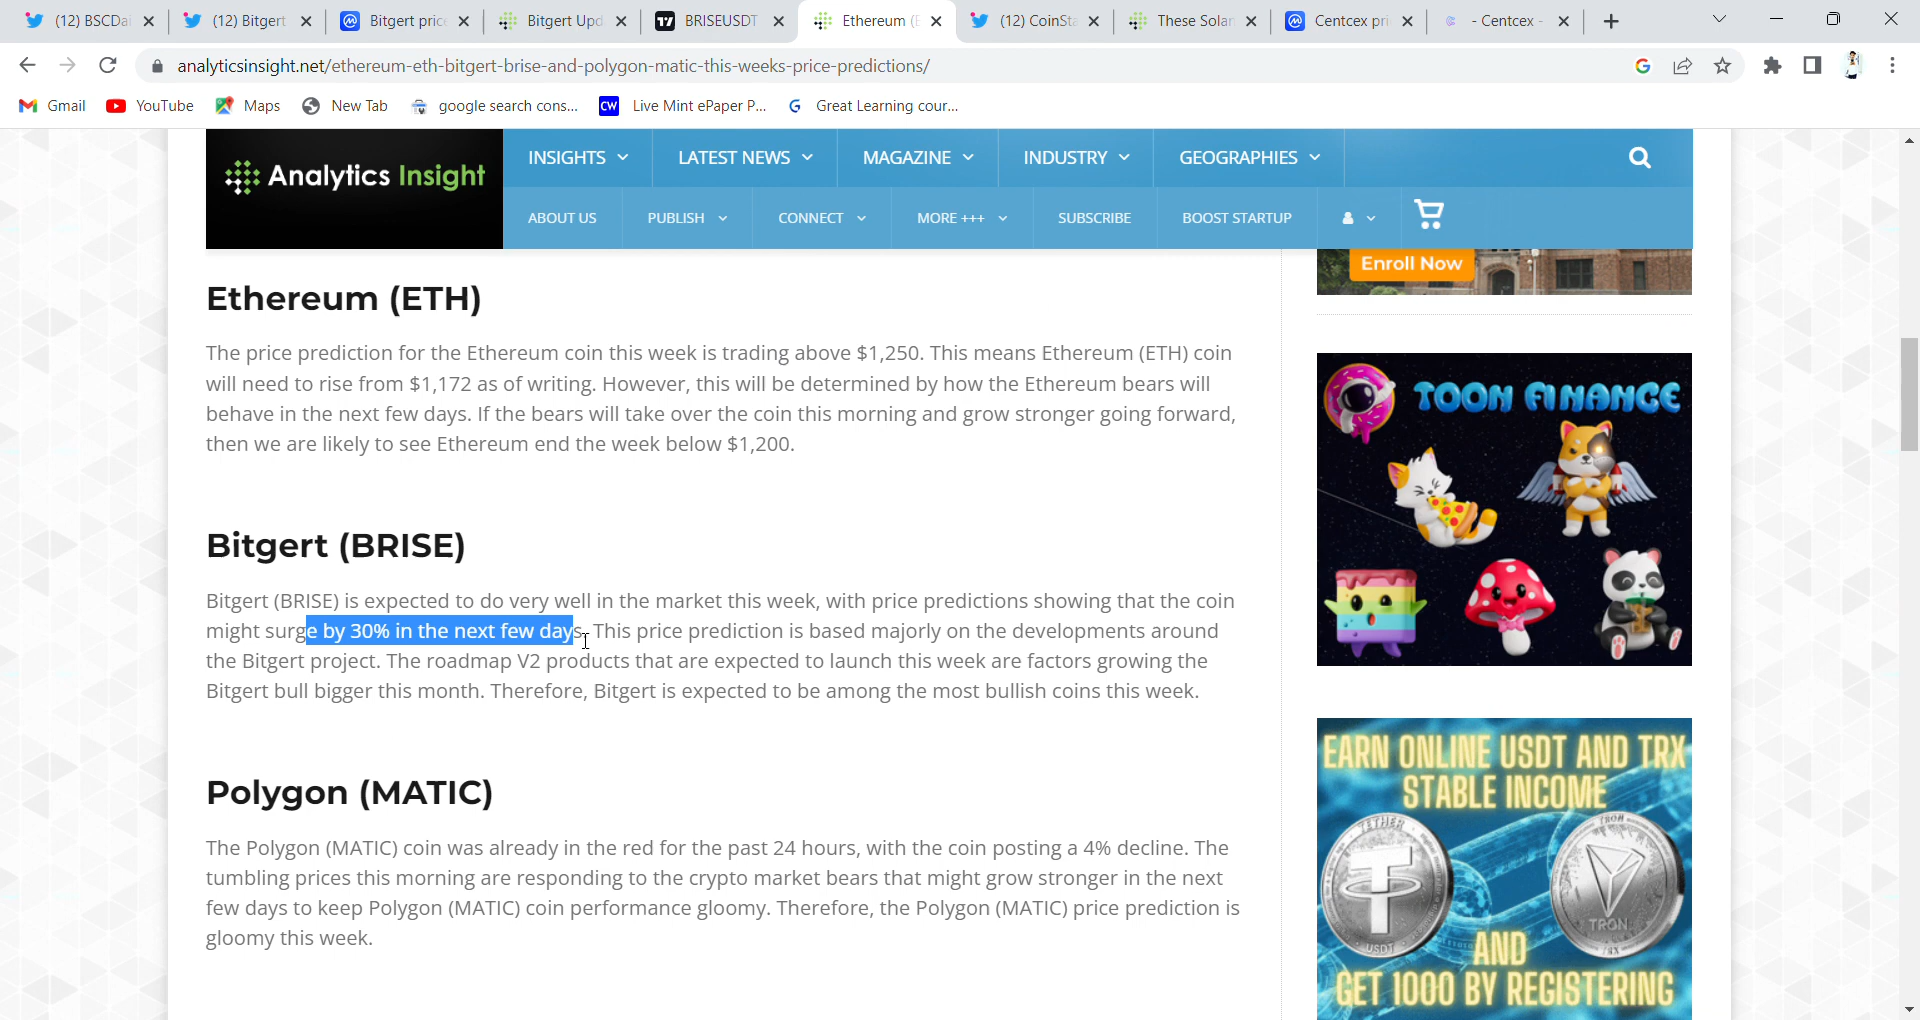 (12) BSCDai
(12) Bitgert
Bitgert price
Bitgert Upd
BRISEUSDT
Ethereum (E
(12) CoinSta
These Solar
Centcex pri
- Centcex -
analyticsinsight.net/ethereum-eth-bitgert-brise-and-polygon-matic-this-weeks-price-predictions/
Gmail
YouTube
Maps
New Tab
google search cons...
CW
Live Mint ePaper P...
Great Learning cour...
Analytics Insight
INSIGHTS
LATEST NEWS
MAGAZINE
INDUSTRY
GEOGRAPHIES
ABOUT US
PUBLISH
CONNECT
MORE +++
SUBSCRIBE
BOOST STARTUP
Enroll Now
Ethereum (ETH)
The price prediction for the Ethereum coin this week is trading above $1,250. This means Ethereum (ETH) coin
will need to rise from $1,172 as of writing. However, this will be determined by how the Ethereum bears will
behave in the next few days. If the bears will take over the coin this morning and grow stronger going forward,
then we are likely to see Ethereum end the week below $1,200.
Bitgert (BRISE)
Bitgert (BRISE) is expected to do very well in the market this week, with price predictions showing that the coin
might surge by 30% in the next few days. This price prediction is based majorly on the developments around
the Bitgert project. The roadmap V2 products that are expected to launch this week are factors growing the
Bitgert bull bigger this month. Therefore, Bitgert is expected to be among the most bullish coins this week.
Polygon (MATIC)
The Polygon (MATIC) coin was already in the red for the past 24 hours, with the coin posting a 4% decline. The
tumbling prices this morning are responding to the crypto market bears that might grow stronger in the next
few days to keep Polygon (MATIC) coin performance gloomy. Therefore, the Polygon (MATIC) price prediction is
gloomy this week.
TOON FINANCE
EARN ONLINE USDT AND TRX
STABLE INCOME
TETHER
USDT
TRON
TRON
TRX
AND
GET 1000 BY REGISTERING